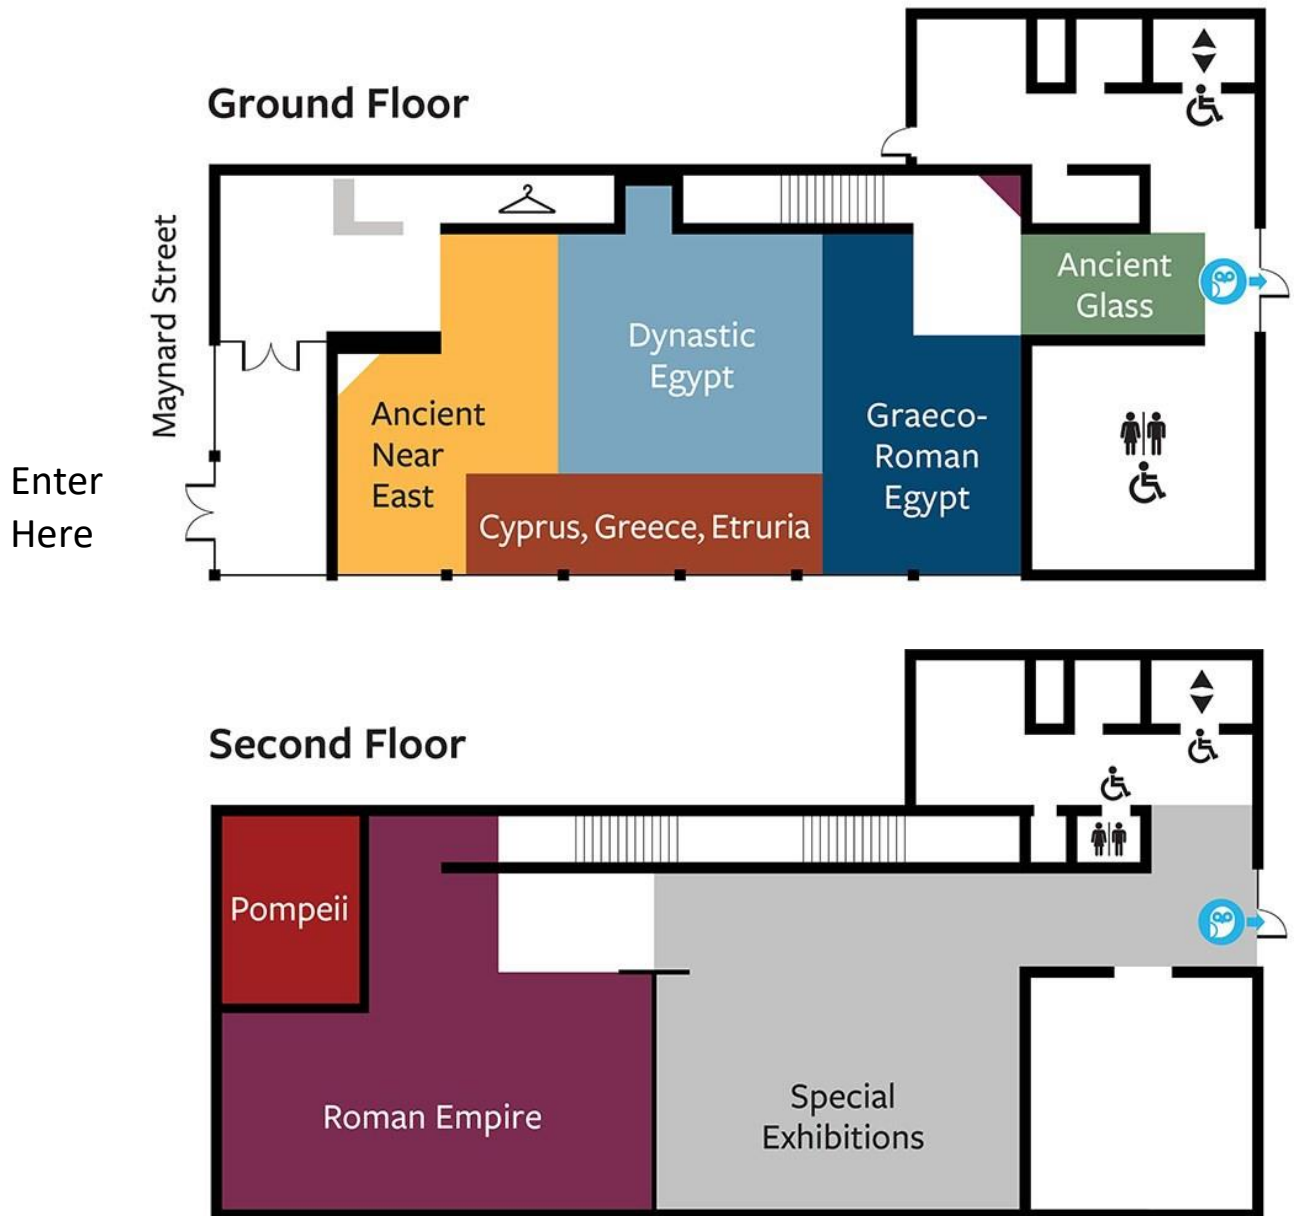 Ground Floor
Maynard Street
Enter
Here
Ancient
Near
East
Dynastic
Egypt
Cyprus, Greece, Etruria
Graeco-
Roman
Egypt
Ancient
Glass
Second Floor
Pompeii
Roman Empire
Special
Exhibitions